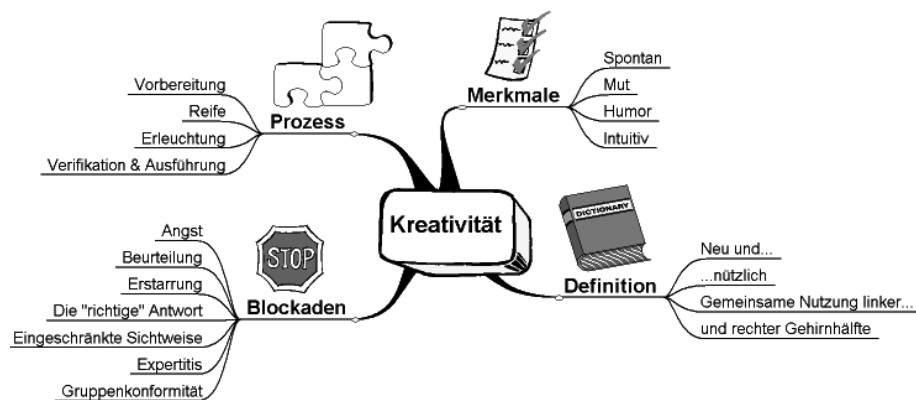 Kreativität
Merkmale
Spontan
Mut
Humor
Intuitiv
DICTIONARY
Definition
Neu und...
...nützlich
Gemeinsame Nutzung linker...
und rechter Gehirnhälfte
Prozess
Vorbereitung
Reife
Erleuchtung
Verifikation & Ausführung
STOP
Blockaden
Angst
Beurteilung
Erstarrung
Die "richtige" Antwort
Eingeschränkte Sichtweise
Expertitis
Gruppenkonformität